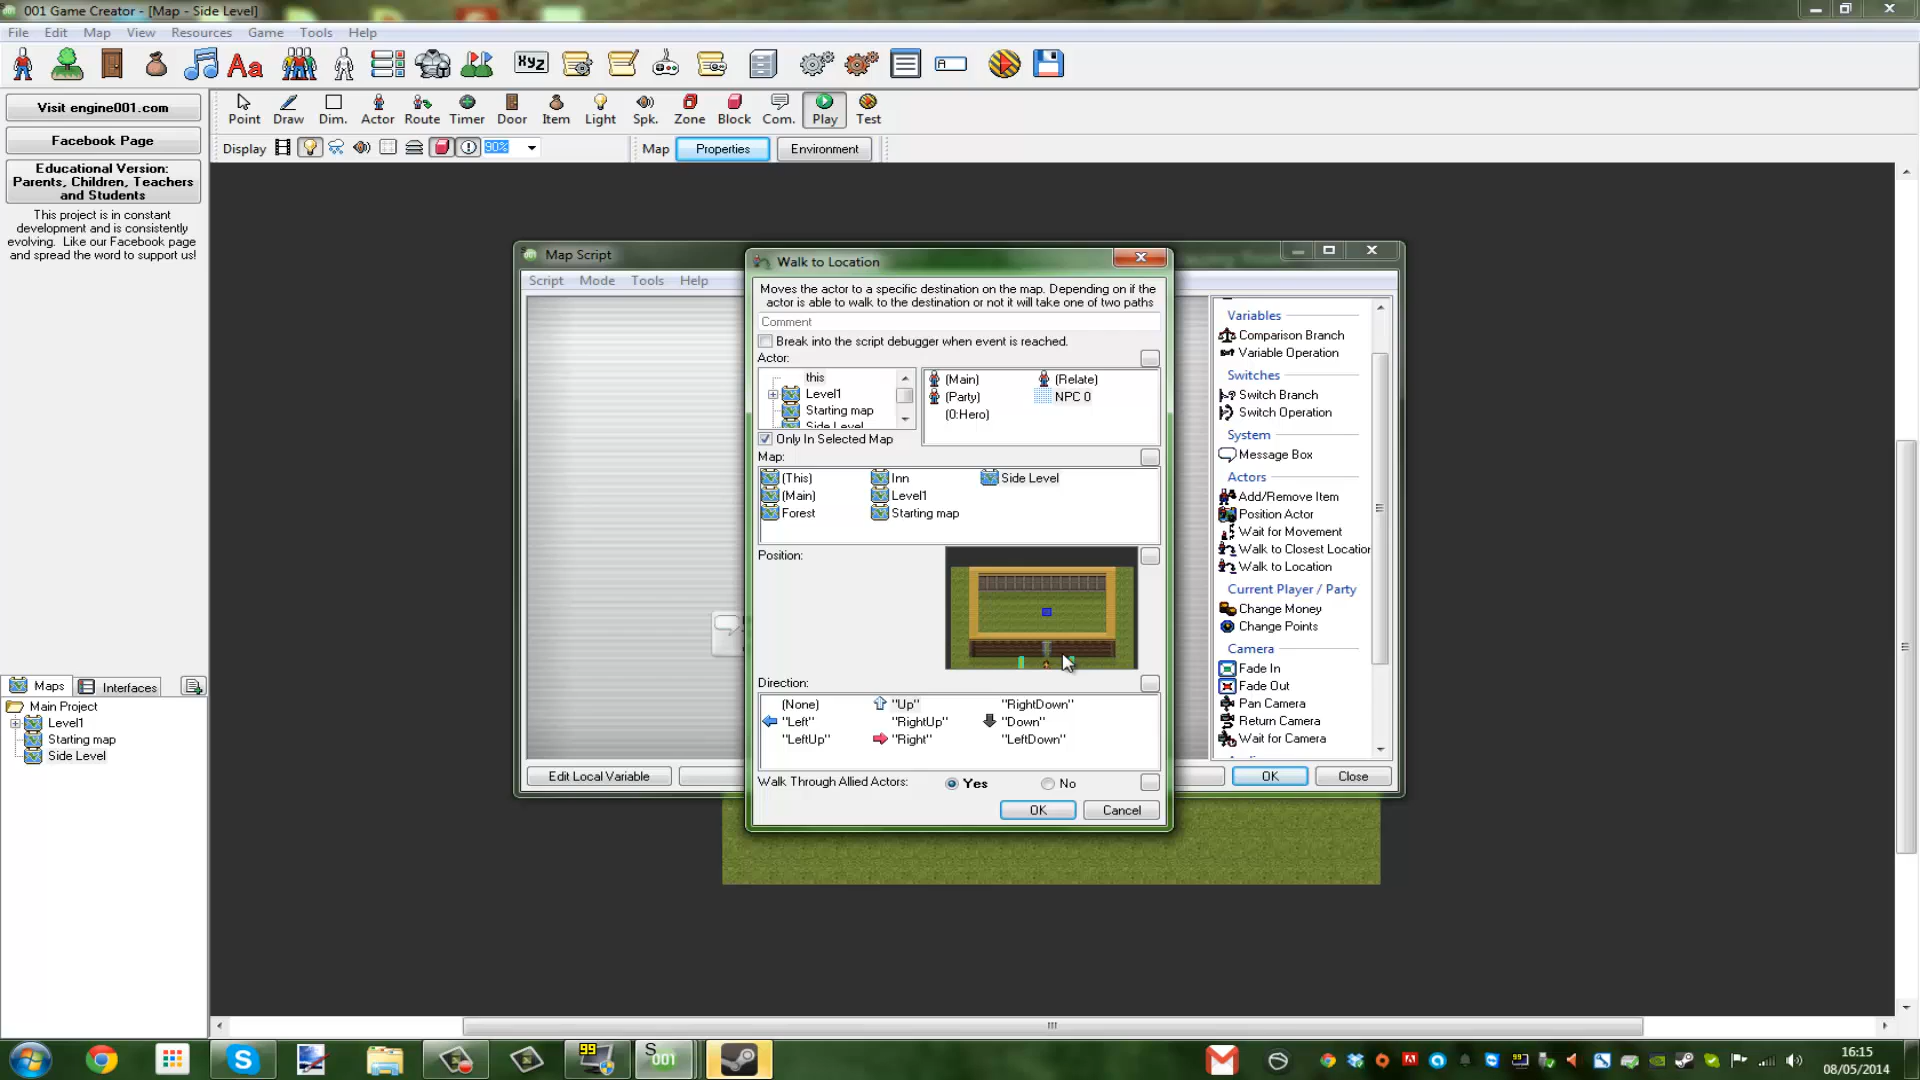 001 Game Creator - [Map - Side Level]
File Edit Map View Resources Game Tools Help
Aa
XYZ
A
Visit engine001.com
Facebook Page
Educational Version:
Parents, Children, Teachers
and Students
This project is in constant
development and is consistently
evolving. Like our Facebook page
and spread the word to support us!
Point Draw Dim. Actor Route Timer Door Item Light Spk. Zone Block Com. Play Test
Display 90% Map Properties Environment
Map Script
Script Mode Tools Help
Walk to Location
Moves the actor to a specific destination on the map. Depending on if the
actor is able to walk to the destination or not it will take one of two paths
Comment
Break into the script debugger when event is reached.
Actor:
this
Level1
Starting map
Side Level
(Main) (Relate)
(Party) NPC 0
(0:Hero)
Only In Selected Map
Map:
(This) Inn Side Level
(Main) Level1
Forest Starting map
Position:
Direction:
(None) "Up" "RightDown"
"Left" "RightUp" "Down"
"LeftUp" "Right" "LeftDown"
Walk Through Allied Actors: Yes No
OK Cancel
Variables
Comparison Branch
Variable Operation
Switches
Switch Branch
Switch Operation
System
Message Box
Actors
Add/Remove Item
Position Actor
Wait for Movement
Walk to Closest Location
Walk to Location
Current Player / Party
Change Money
Change Points
Camera
Fade In
Fade Out
Pan Camera
Return Camera
Wait for Camera
Edit Local Variable
OK Close
Maps Interfaces
Main Project
Level1
Starting map
Side Level
99
S
001
16:15
08/05/2014